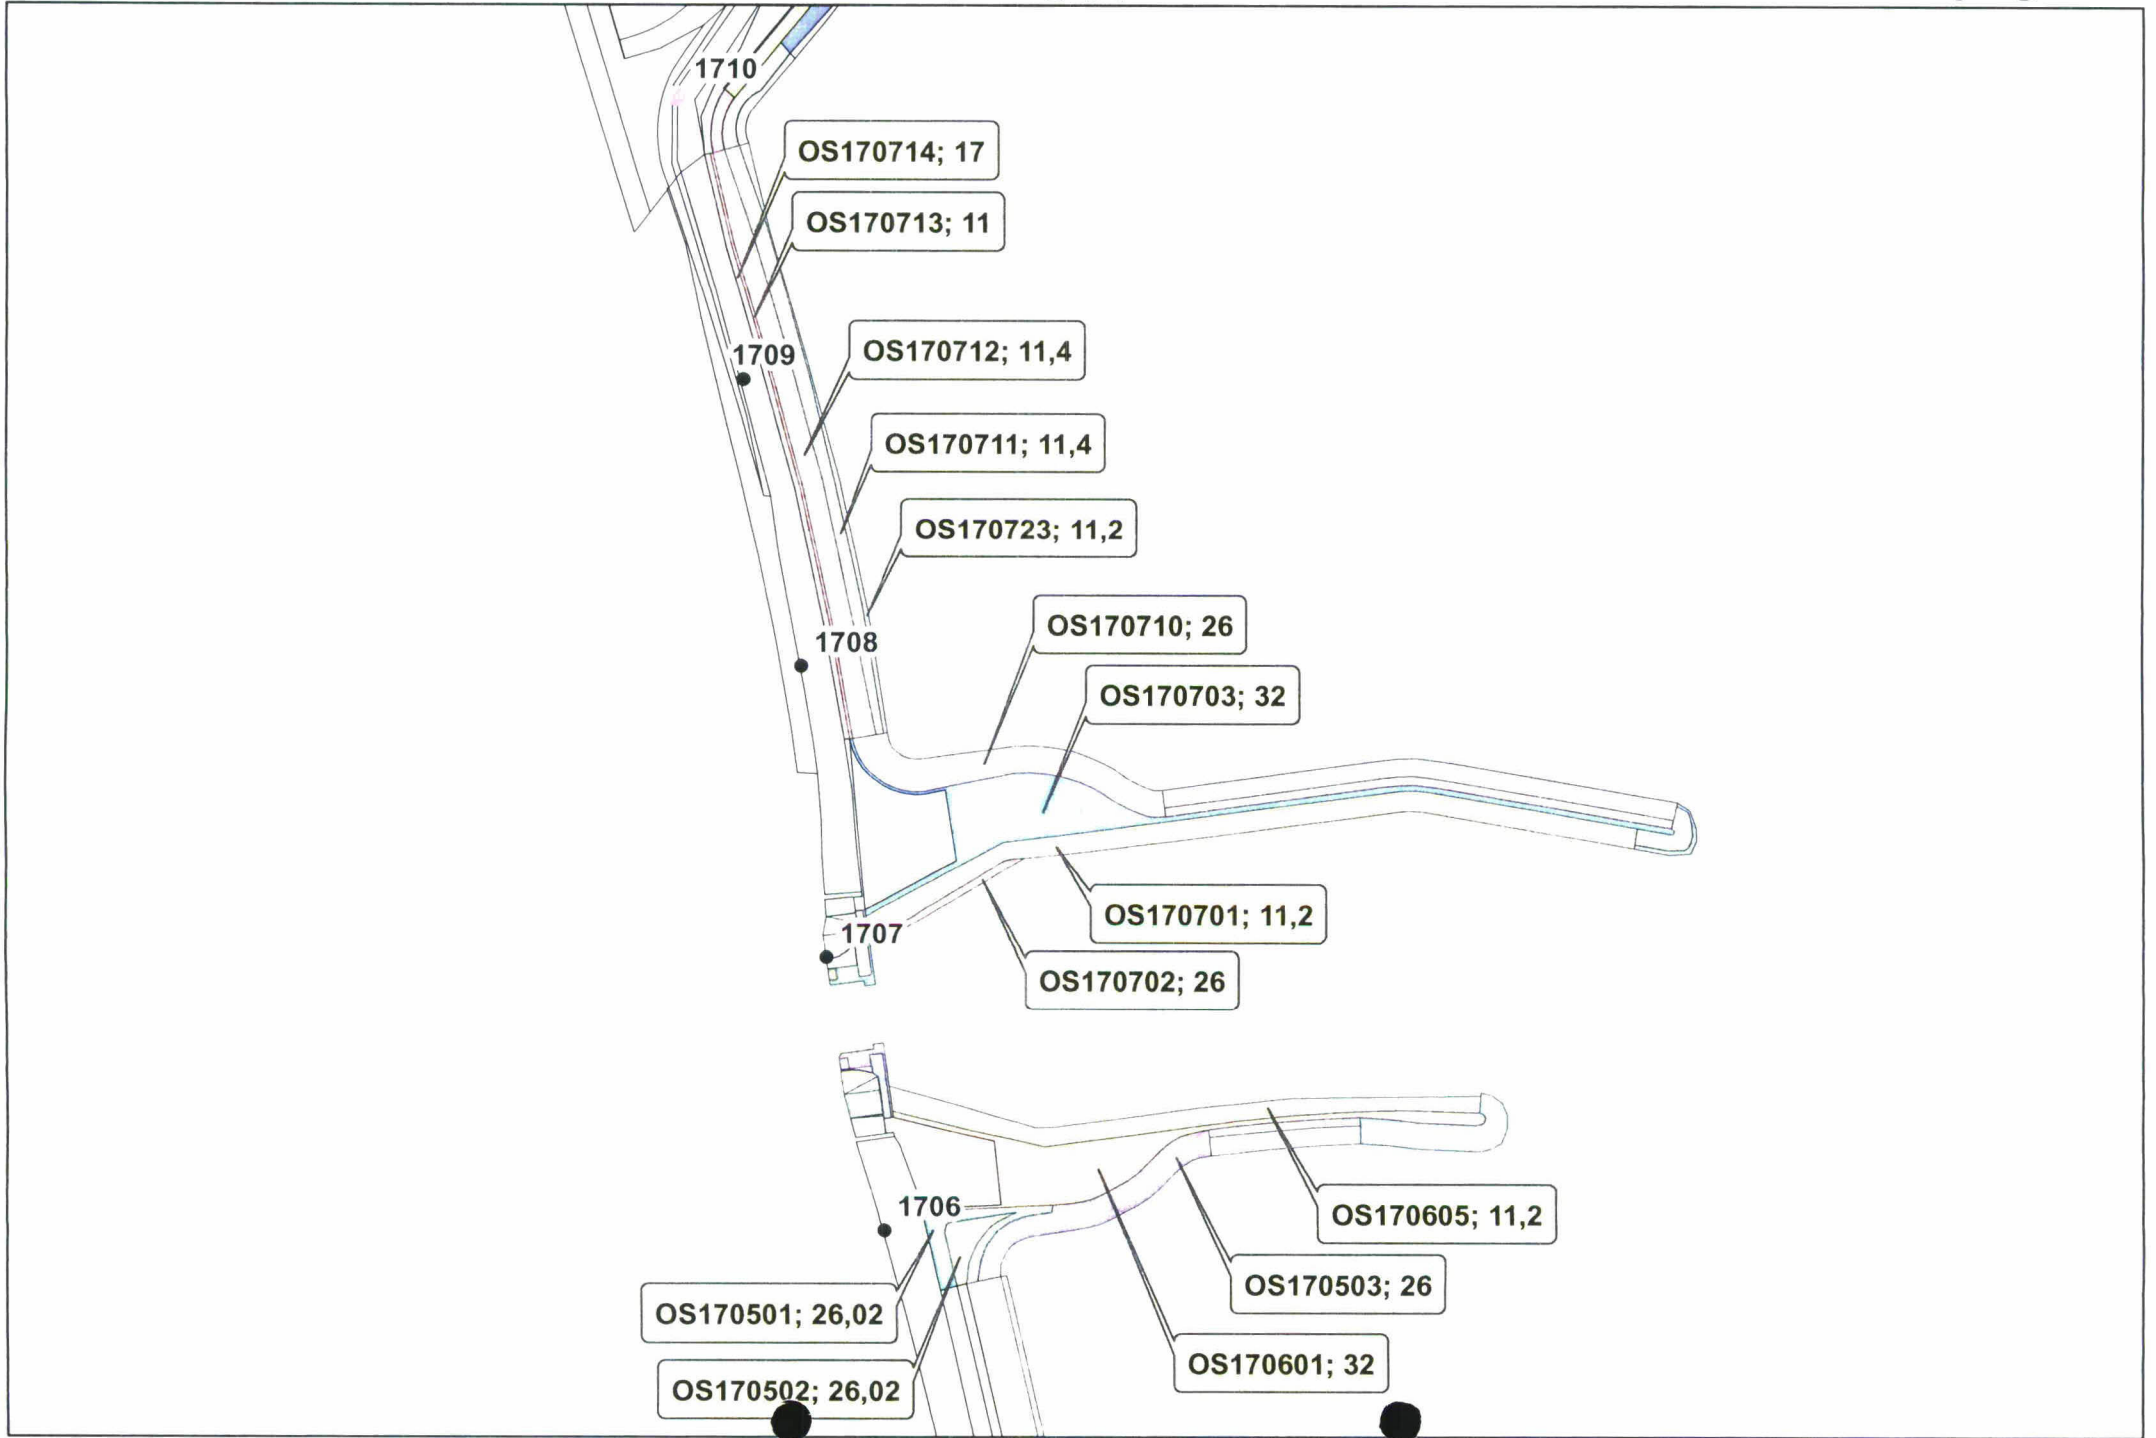 1710
OS170714; 17
OS170713; 11
1709
OS170712; 11,4
OS170711; 11,4
OS170723; 11,2
OS170710; 26
1708
OS170703; 32
OS170701; 11,2
1707
OS170702; 26
1706
OS170605; 11,2
OS170503; 26
OS170501; 26,02
OS170601; 32
OS170502; 26,02